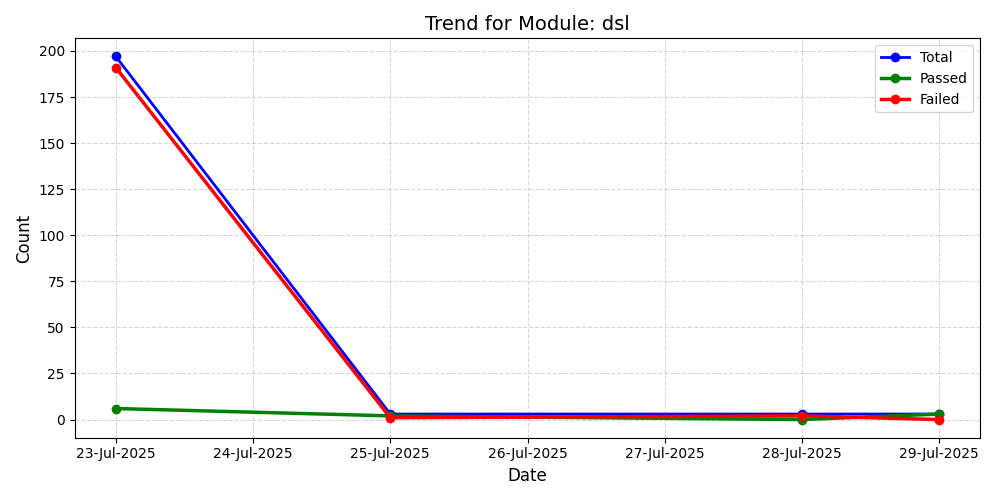 Trend for Module: dsl
Total
Passed
Failed
200
175
150
125
100
75
50
25
0
Count
23-Jul-2025 24-Jul-2025 25-Jul-2025 26-Jul-2025 27-Jul-2025 28-Jul-2025 29-Jul-2025
Date